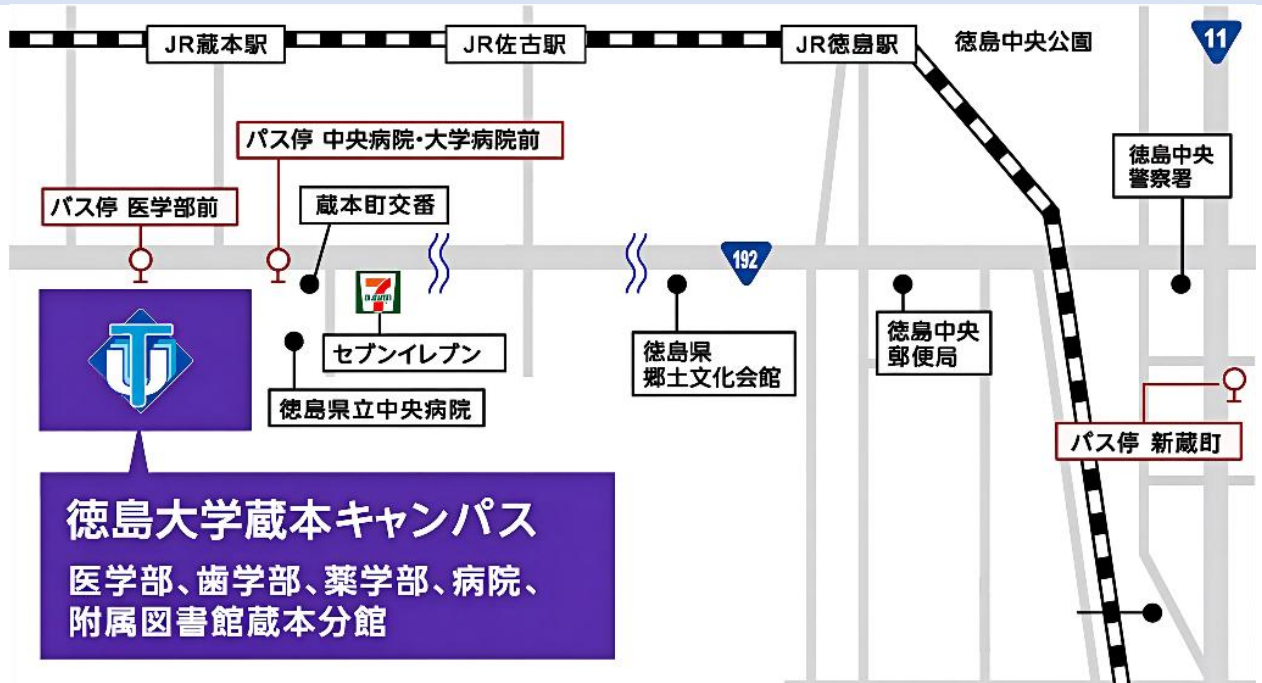 JR蔵本駅
JR佐古駅
JR徳島駅
徳島中央公園
11
バス停 中央病院・大学病院前
徳島中央
警察署
バス停 医学部前
蔵本町交番
192
7
セブンイレブン
徳島県立中央病院
徳島県
郷土文化会館
徳島中央
郵便局
バス停 新蔵町
徳島大学蔵本キャンパス
医学部、歯学部、薬学部、病院、
附属図書館蔵本分館